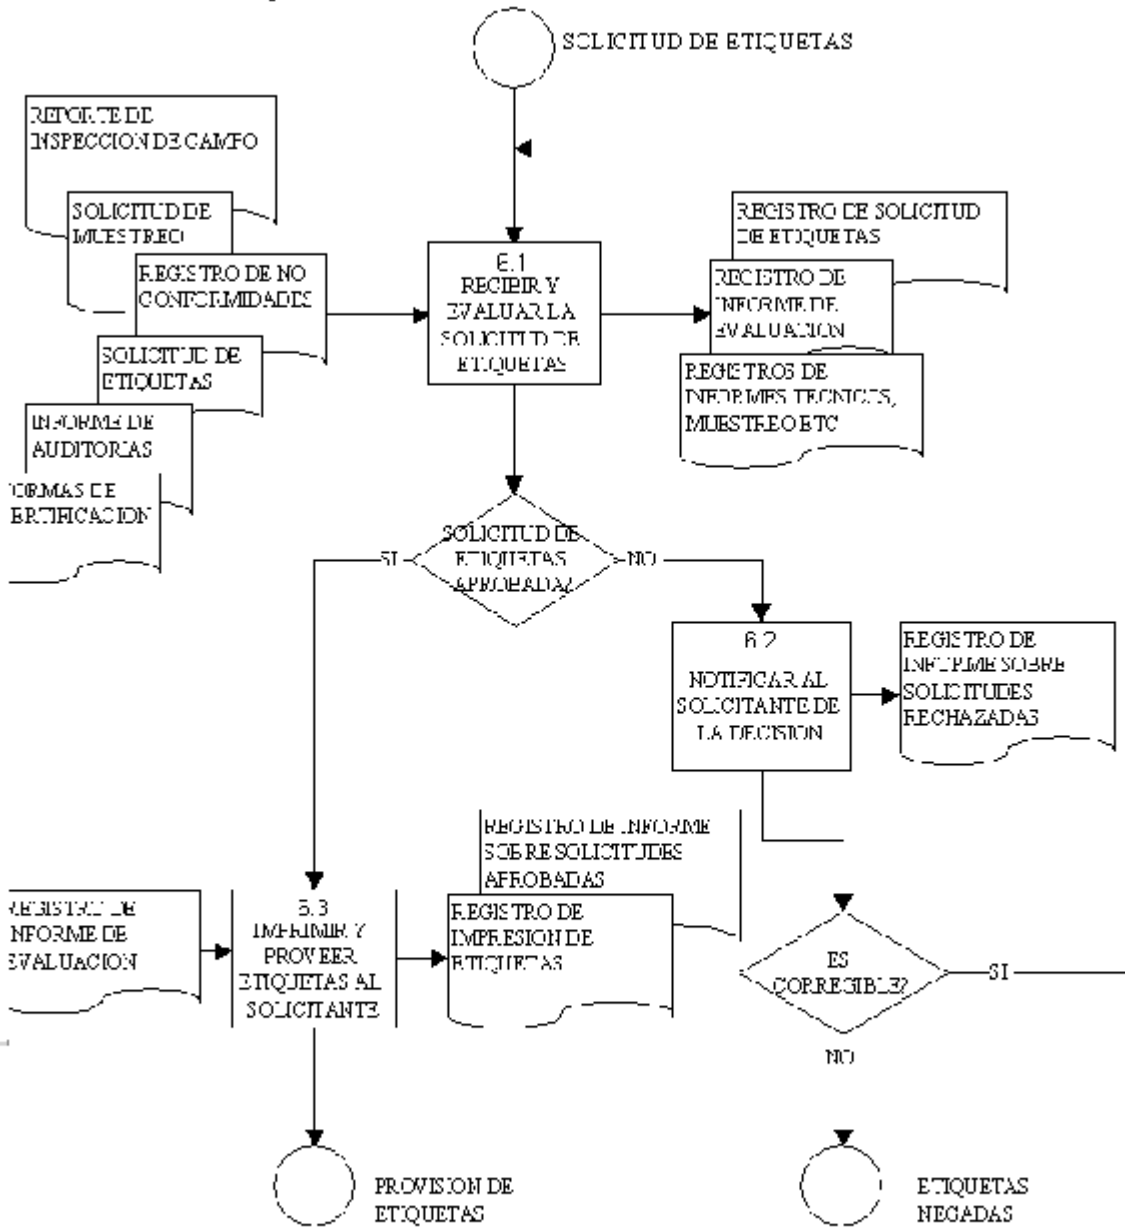 SOLICITUD DE ETIQUETAS
REPORTE DE
INSPECCION DE CAMPO
SOLICITUD DE
MUESTREO
REGISTRO DE NO
CONFORMIDADES
SOLICITUD DE
ETIQUETAS
INFORME DE
AUDITORIAS
ORMAS DE
ERTIFICACION
6.1
RECIBIR Y
EVALUAR LA
SOLICITUD DE
ETIQUETAS
REGISTRO DE SOLICITUD
DE ETIQUETAS
REGISTRO DE
INFORME DE
EVALUACION
REGISTROS DE
INFORMES TECNICOS,
MUESTREO ETC
SOLICITUD DE
ETIQUETAS
APROBADA?
SI
NO
6.2
NOTIFICAR AL
SOLICITANTE DE
LA DECISION
REGISTRO DE
INFORME SOBRE
SOLICITUDES
RECHAZADAS
REGISTRO DE INFORME
SOBRE SOLICITUDES
APROBADAS
REGISTRO DE
IMPRESION DE
ETIQUETAS
REGISTRO DE
INFORME DE
EVALUACION
6.3
IMPRIMIR Y
PROVEER
ETIQUETAS AL
SOLICITANTE
ES
CORREGIBLE?
SI
NO
PROVISION DE
ETIQUETAS
ETIQUETAS
NEGADAS